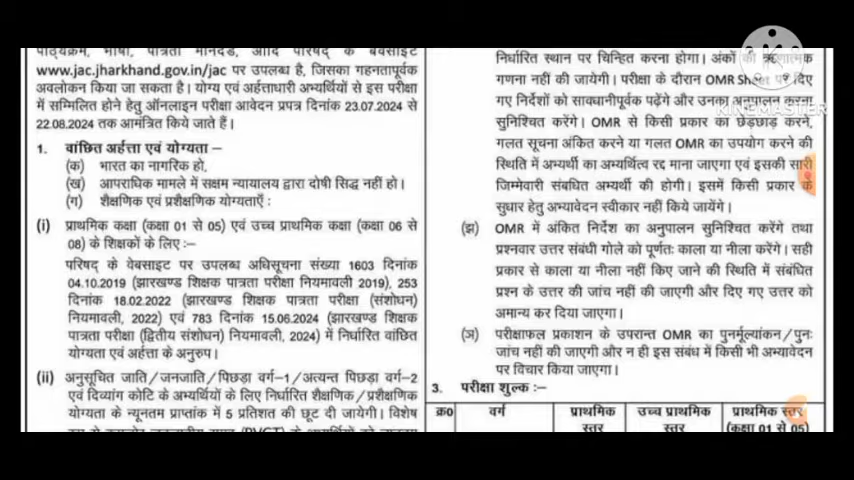 पाठ्यक्रम, भाषा, पात्रता मानदंड, आदि परिषद् के वेबसाइट
www.jac.jharkhand.gov.in/jac पर उपलब्ध है, जिसका गहनतापूर्वक
अवलोकन किया जा सकता है। योग्य एवं अर्हताधारी अभ्यर्थियों से इस परीक्षा
में सम्मिलित होने हेतु ऑनलाइन परीक्षा आवेदन प्रपत्र दिनांक 23.07.2024 से
22.08.2024 तक आमंत्रित किये जाते हैं।
1. वांछित अर्हत्ता एवं योग्यता –
(क) भारत का नागरिक हो,
(ख) आपराधिक मामले में सक्षम न्यायालय द्वारा दोषी सिद्ध नहीं हो।
(ग) शैक्षणिक एवं प्रशैक्षणिक योग्यताएँ :
(i) प्राथमिक कक्षा (कक्षा 01 से 05) एवं उच्च प्राथमिक कक्षा (कक्षा 06 से
08) के शिक्षकों के लिए :–
परिषद् के वेबसाइट पर उपलब्ध अधिसूचना संख्या 1603 दिनांक
04.10.2019 (झारखण्ड शिक्षक पात्रता परीक्षा नियमावली 2019), 253
दिनांक 18.02.2022 (झारखण्ड शिक्षक पात्रता परीक्षा (संशोधन)
नियमावली, 2022) एवं 783 दिनांक 15.06.2024 (झारखण्ड शिक्षक
पात्रता परीक्षा (द्वितीय संशोधन) नियमावली, 2024) में निर्धारित वांछित
योग्यता एवं अर्हत्ता के अनुरुप।
(ii) अनुसूचित जाति/जनजाति/पिछड़ा वर्ग-1/अत्यन्त पिछड़ा वर्ग-2
एवं दिव्यांग कोटि के अभ्यर्थियों के लिए निर्धारित शैक्षणिक/प्रशैक्षणिक
योग्यता के न्यूनतम प्राप्तांक में 5 प्रतिशत की छूट दी जायेगी। विशेष
निर्धारित स्थान पर चिन्हित करना होगा। अंकों की ऋणात्मक
गणना नहीं की जायेगी। परीक्षा के दौरान OMR Sheet पर दिए
गए निर्देशों को सावधानीपूर्वक पढ़ेंगे और उनका अनुपालन करना
सुनिश्चित करेंगे। OMR से किसी प्रकार का छेड़छाड़ करने,
गलत सूचना अंकित करने या गलत OMR का उपयोग करने की
स्थिति में अभ्यर्थी का अभ्यर्थित्व रद्द माना जाएगा एवं इसकी सारी
जिम्मेवारी संबधित अभ्यर्थी की होगी। इसमें किसी प्रकार के
सुधार हेतु अभ्यावेदन स्वीकार नहीं किये जायेंगे।
(झ) OMR में अंकित निर्देश का अनुपालन सुनिश्चित करेंगे तथा
प्रश्नवार उत्तर संबंधी गोले को पूर्णतः काला या नीला करेंगे। सही
प्रकार से काला या नीला नहीं किए जाने की स्थिति में संबंधित
प्रश्न के उत्तर की जांच नहीं की जाएगी और दिए गए उत्तर को
अमान्य कर दिया जाएगा।
(ञ) परीक्षाफल प्रकाशन के उपरान्त OMR का पुनर्मूल्यांकन/पुनः
जांच नहीं की जाएगी और न ही इस संबंध में किसी भी अभ्यावेदन
पर विचार किया जाएगा।
3. परीक्षा शुल्क :–
क्र0 वर्ग प्राथमिक स्तर उच्च प्राथमिक स्तर प्राथमिक स्तर (कक्षा 01 से 05)
KINEMASTER